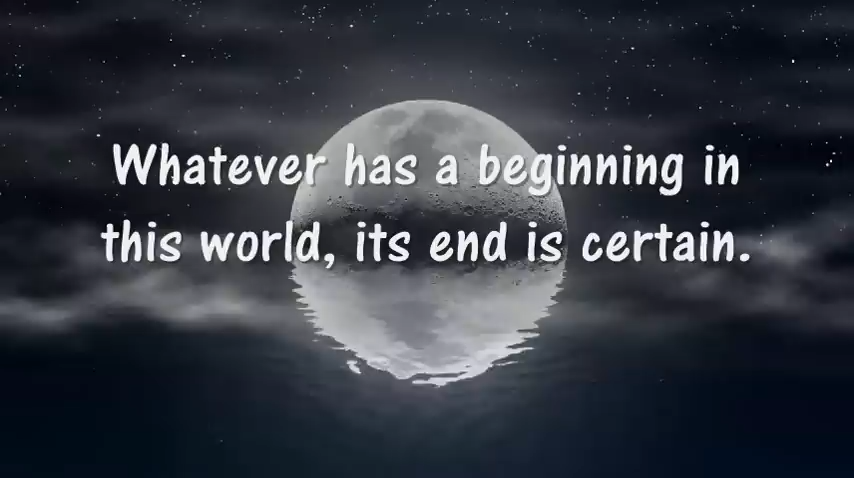 Whatever has a beginning in
this world, its end is certain.